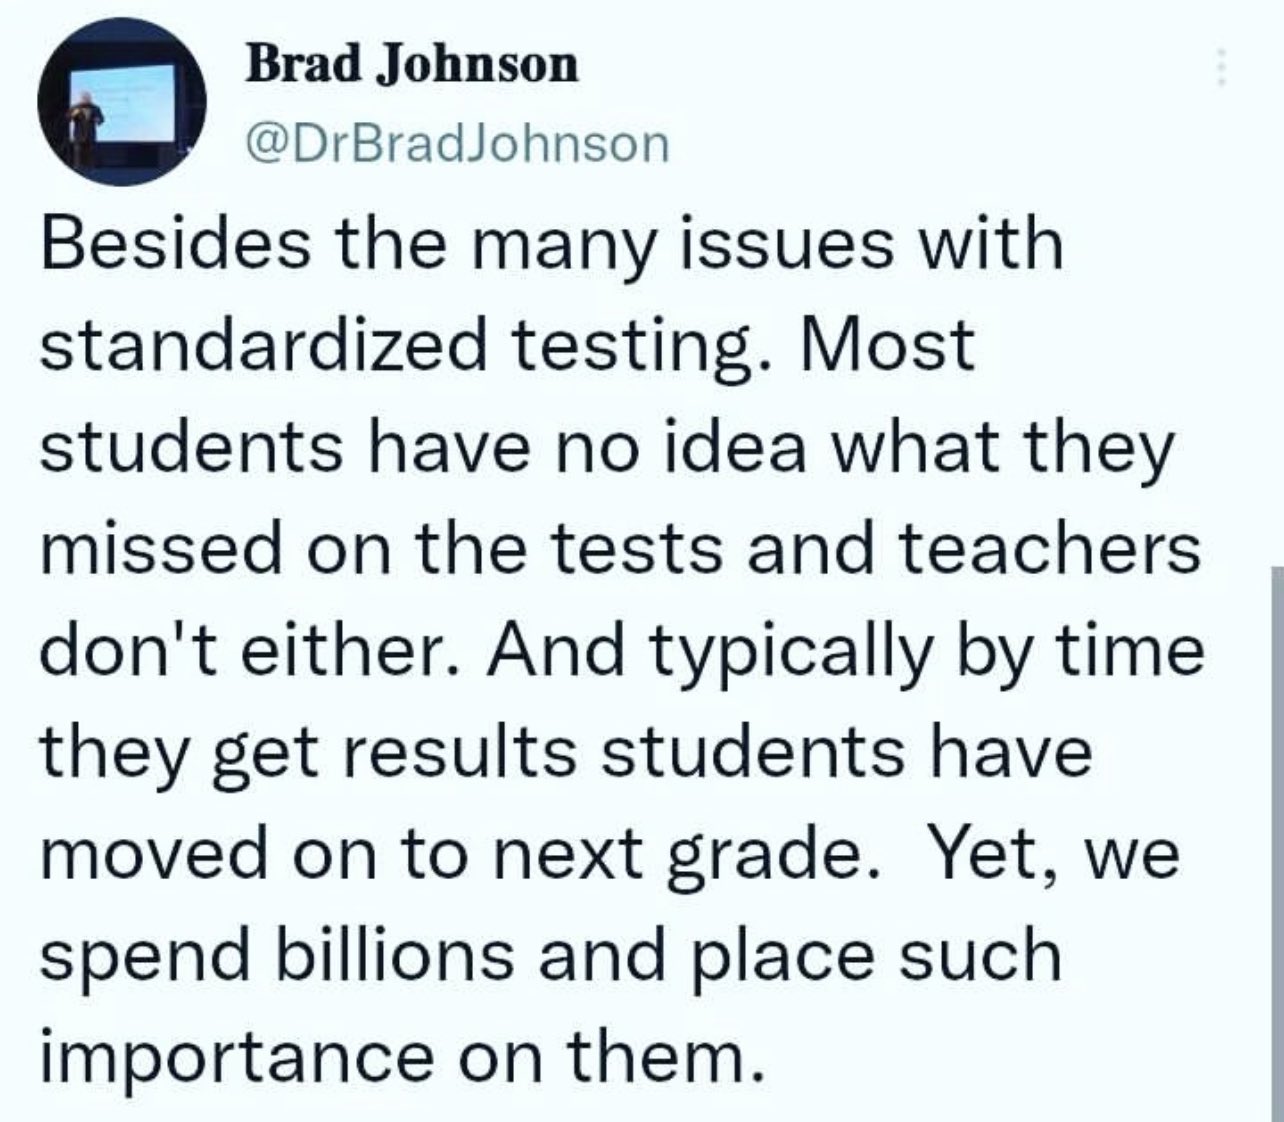 Brad Johnson
@DrBradJohnson
Besides the many issues with
standardized testing. Most
students have no idea what they
missed on the tests and teachers
don't either. And typically by time
they get results students have
moved on to next grade.  Yet, we
spend billions and place such
importance on them.